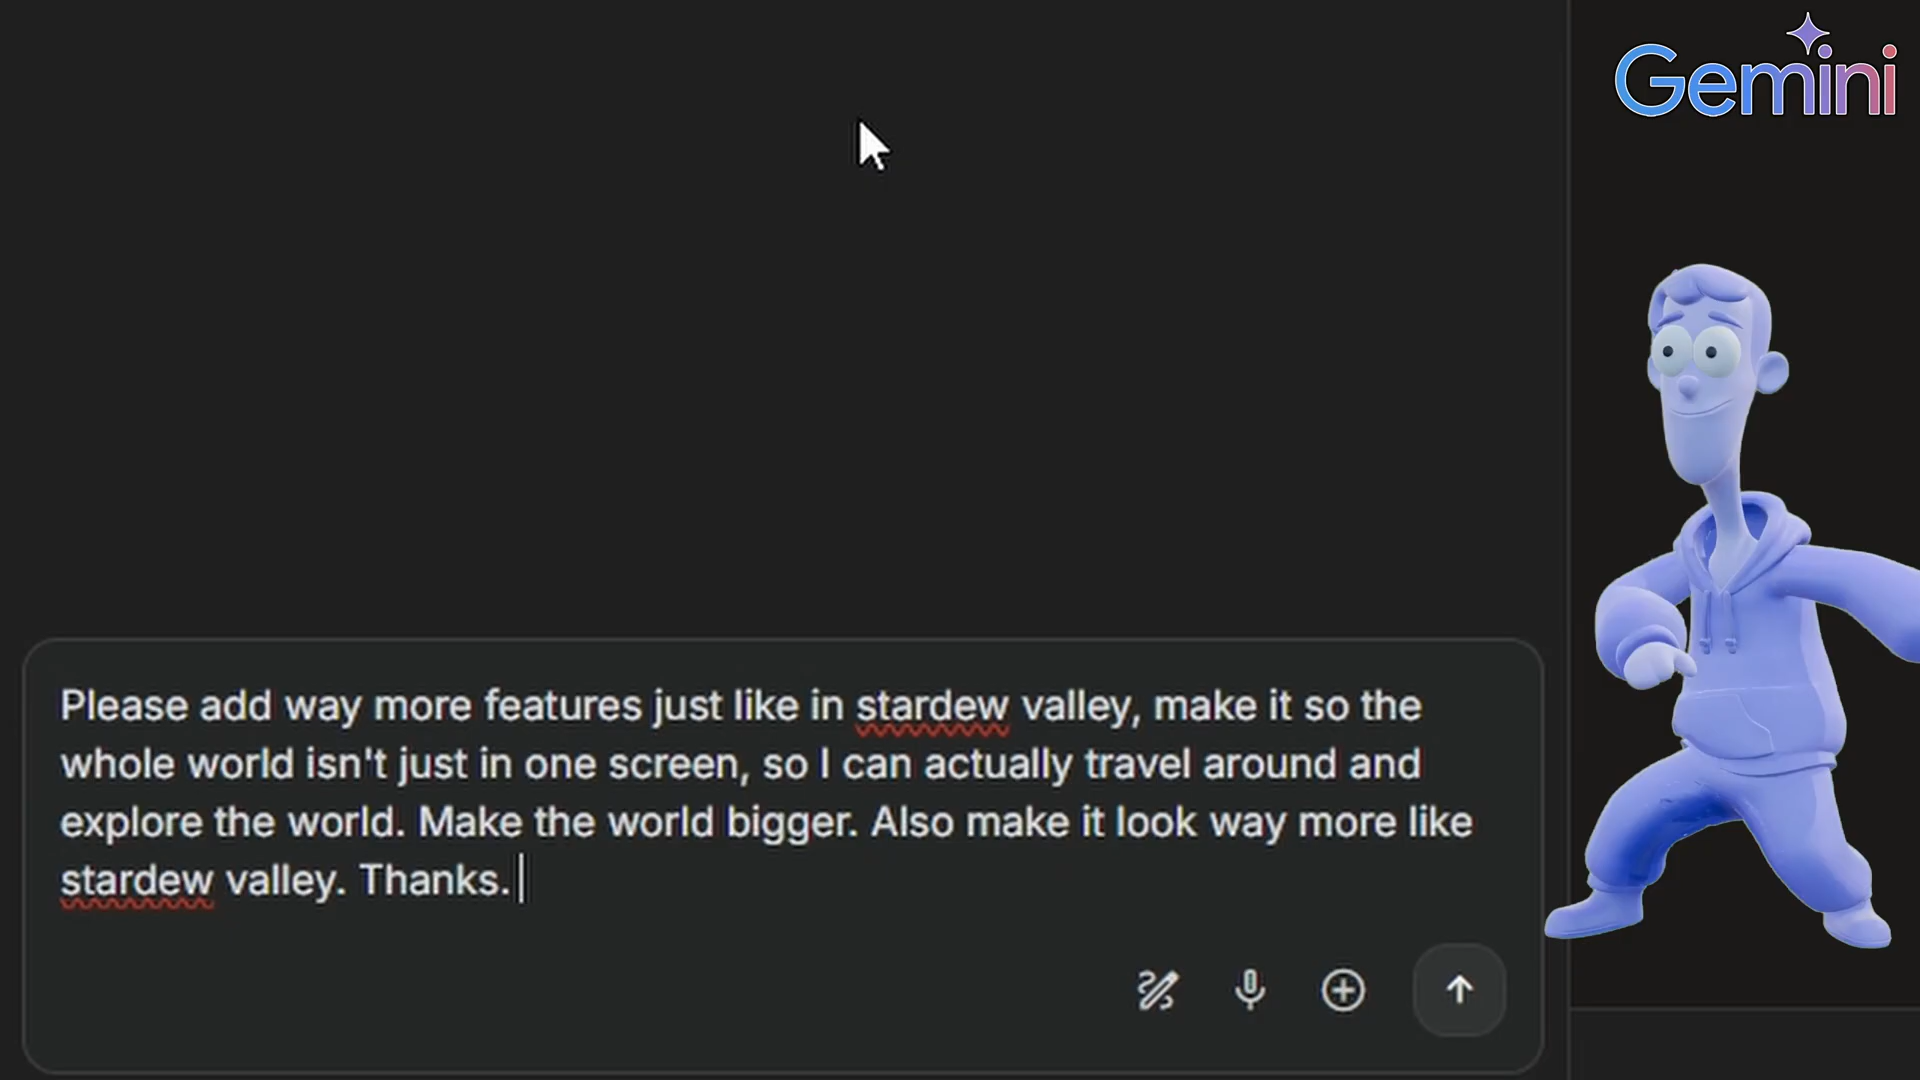 Gemini
Please add way more features just like in stardew valley, make it so the
whole world isn't just in one screen, so I can actually travel around and
explore the world. Make the world bigger. Also make it look way more like
stardew valley. Thanks.